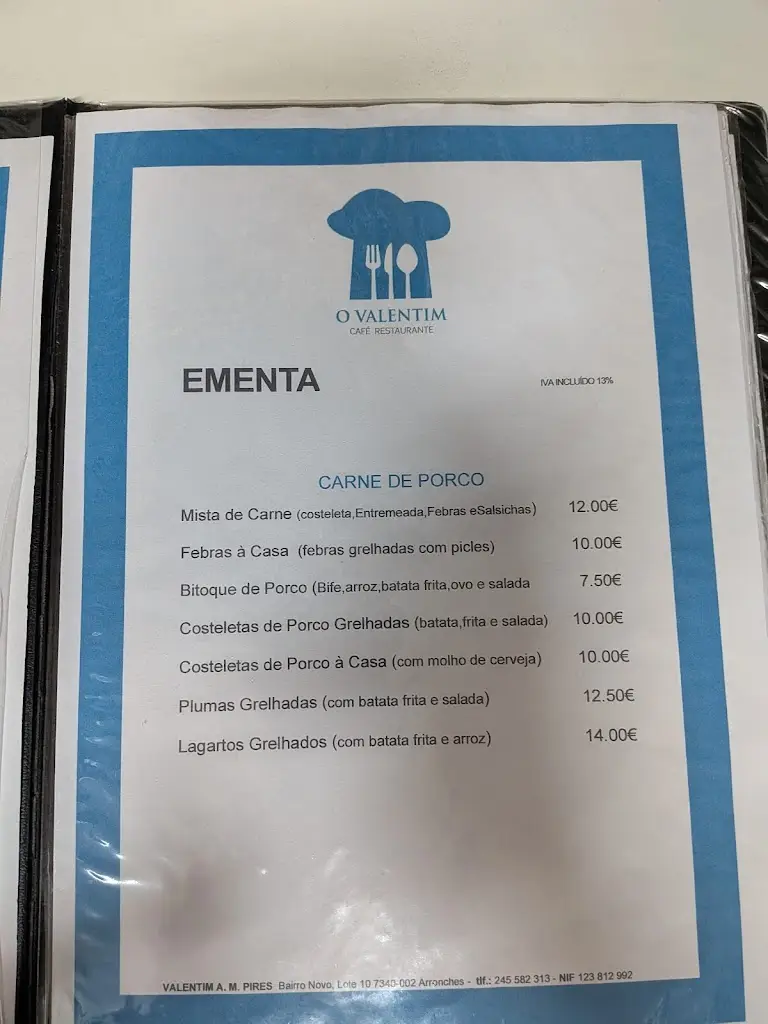 O VALENTIM
CAFÉ RESTAURANTE
EMENTA
IVA INCLUÍDO 13%
CARNE DE PORCO
Mista de Carne (costeleta,Entremeada,Febras eSalsichas) 12.00€
Febras à Casa (febras grelhadas com picles) 10.00€
Bitoque de Porco (Bife,arroz,batata frita,ovo e salada 7.50€
Costeletas de Porco Grelhadas (batata,frita e salada) 10.00€
Costeletas de Porco à Casa (com molho de cerveja) 10.00€
Plumas Grelhadas (com batata frita e salada) 12.50€
Lagartos Grelhados (com batata frita e arroz) 14.00€
VALENTIM A. M. PIRES Bairro Novo, Lote 10 7340-002 Arronches - tlf.: 245 582 313 - NIF 123 812 992